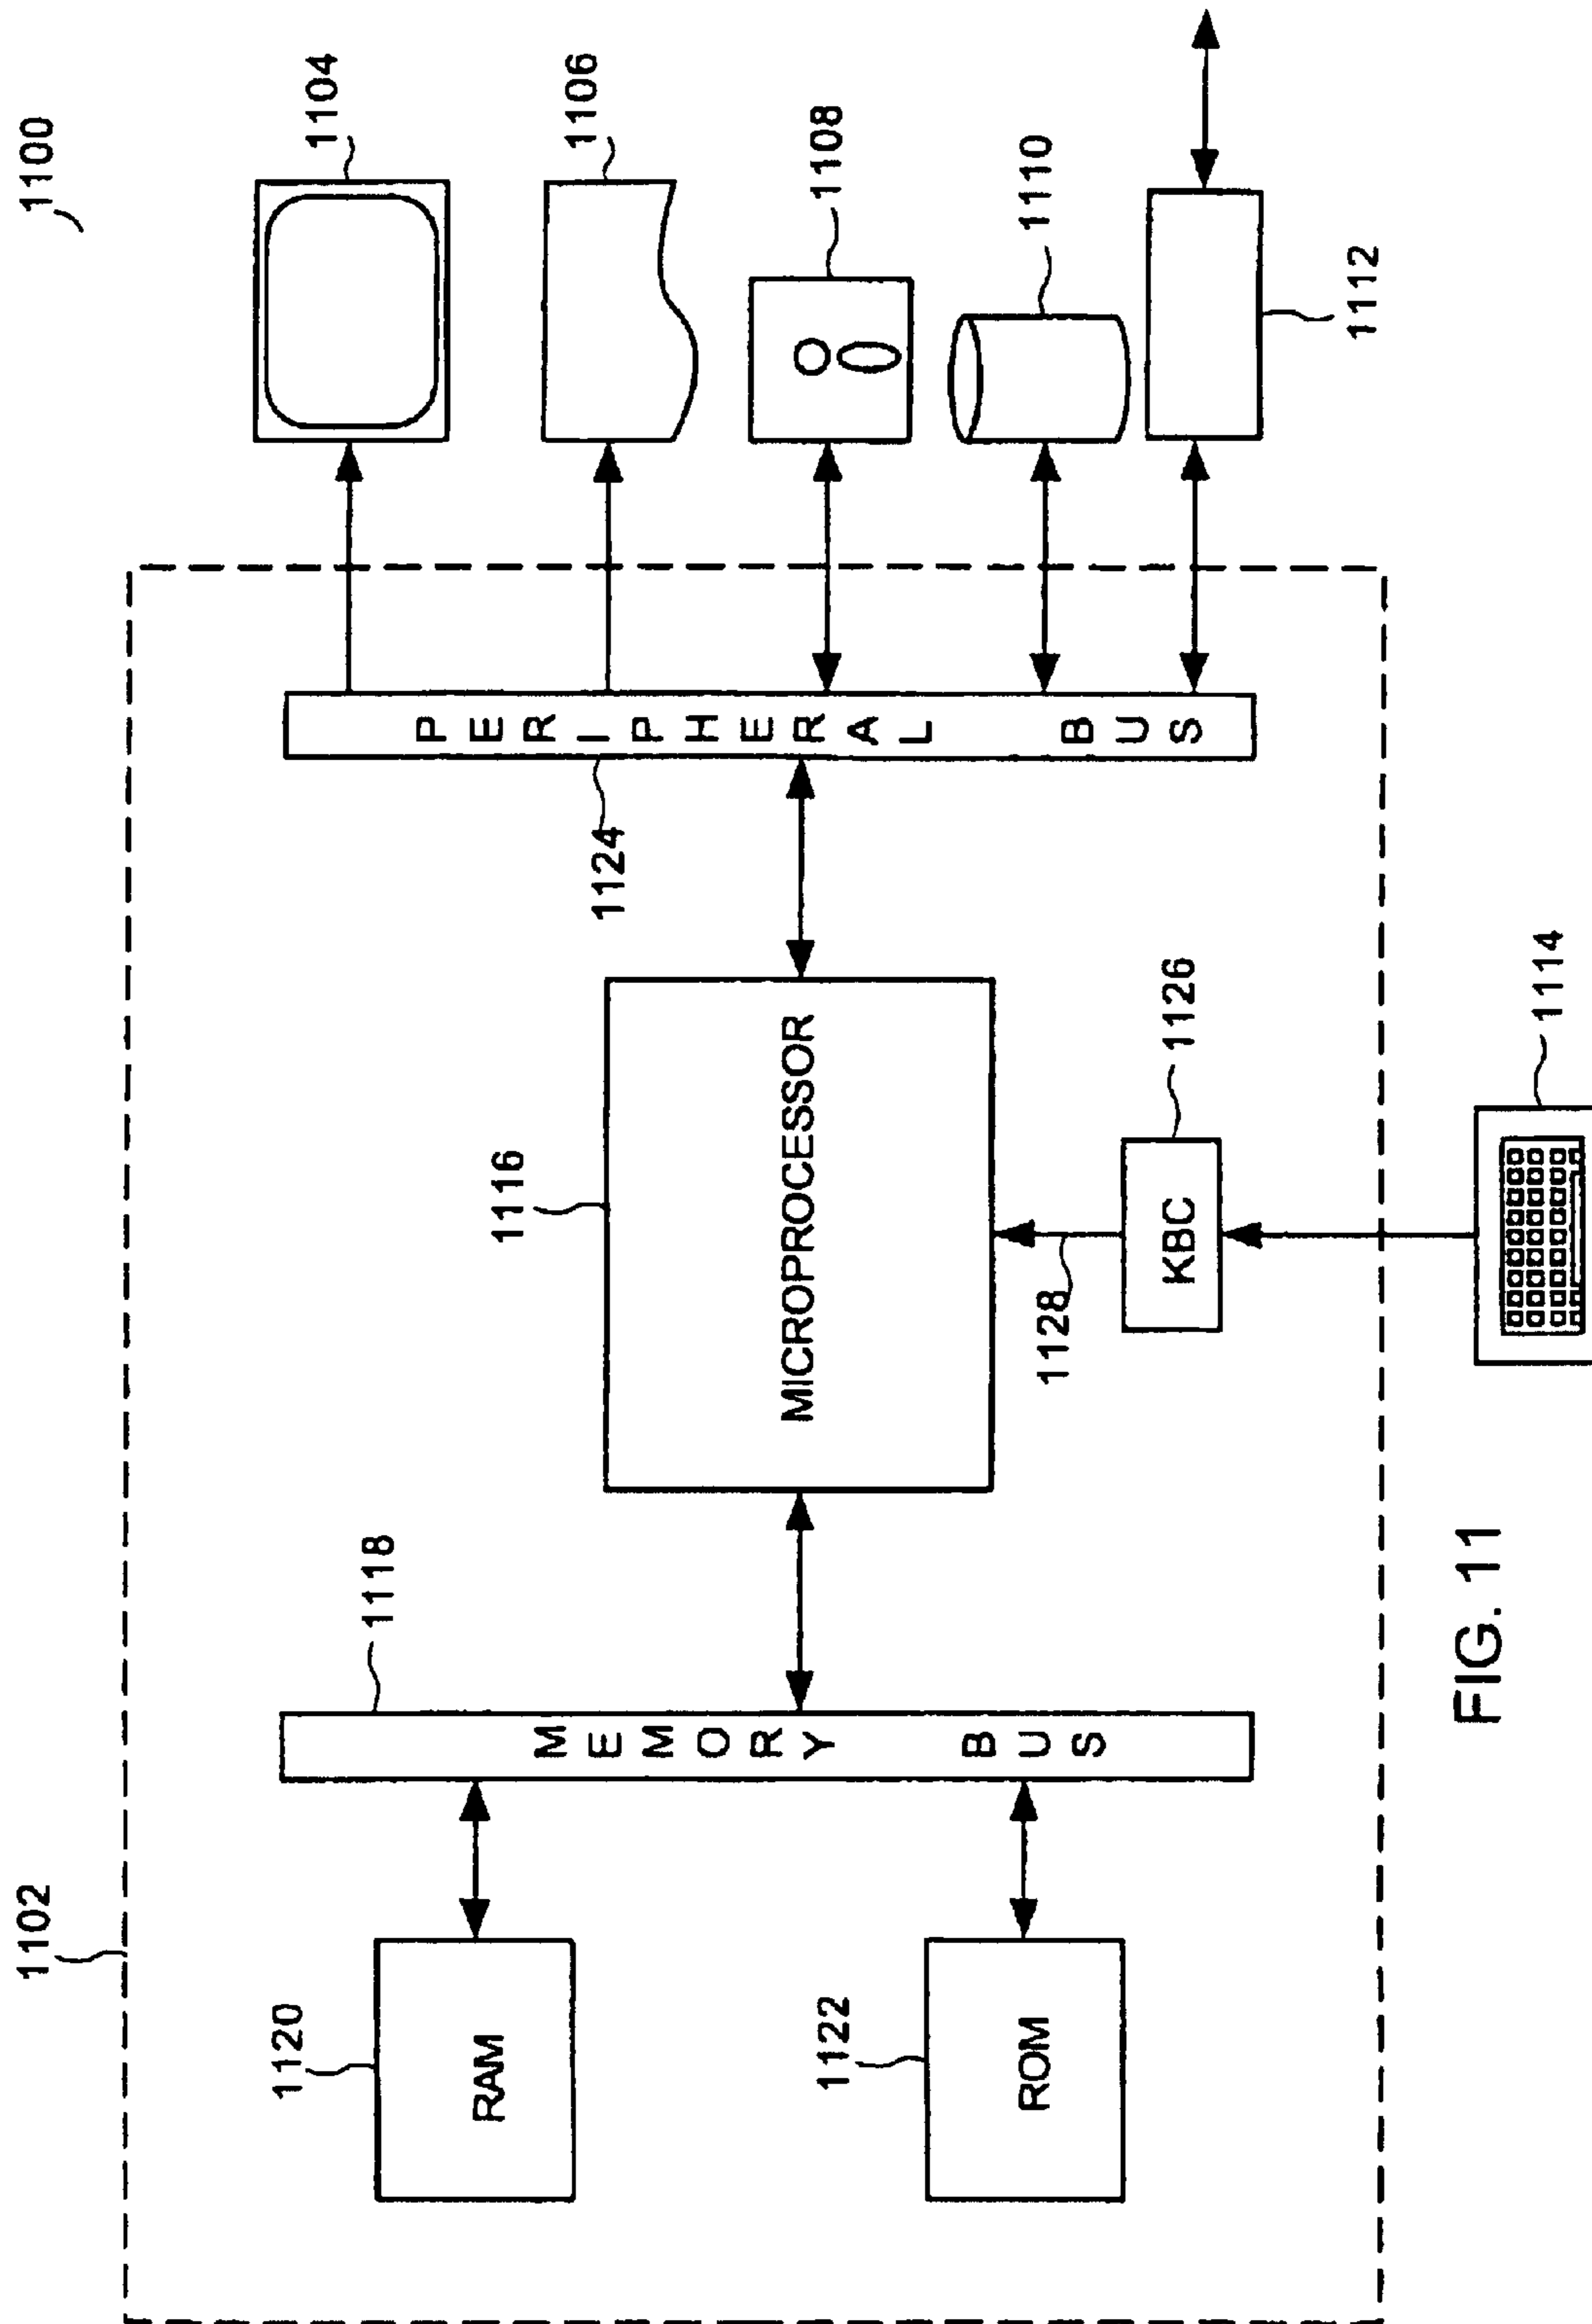 1100
1102
1104
1106
1108
1110
1112
1118
1120
RAM
MEMORY BUS
1122
ROM
1116
MICROPROCESSOR
1124
PERIPHERAL BUS
1128
1126
KBC
1114
FIG. 11